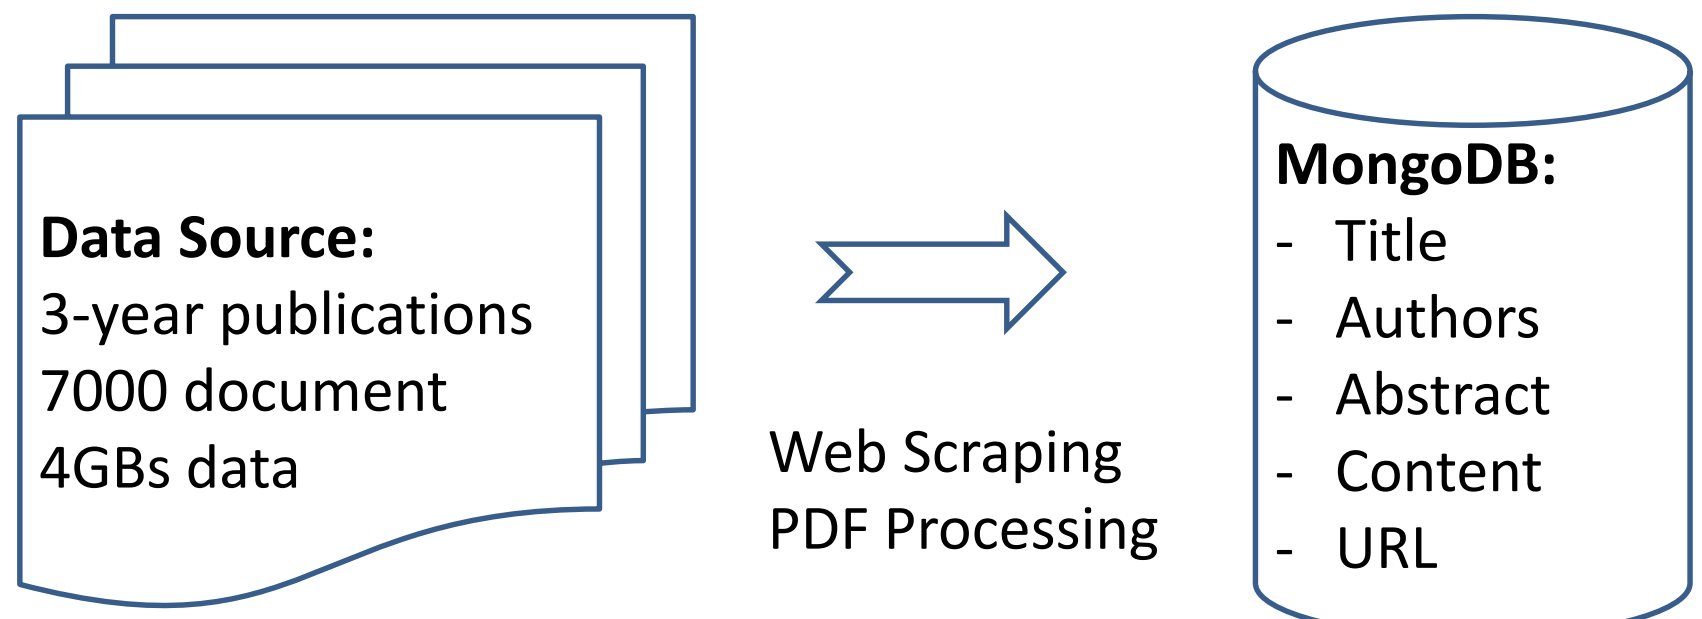 Data Source:
3-year publications
7000 document
4GBs data
Web Scraping
PDF Processing
MongoDB:
- Title
- Authors
- Abstract
- Content
- URL